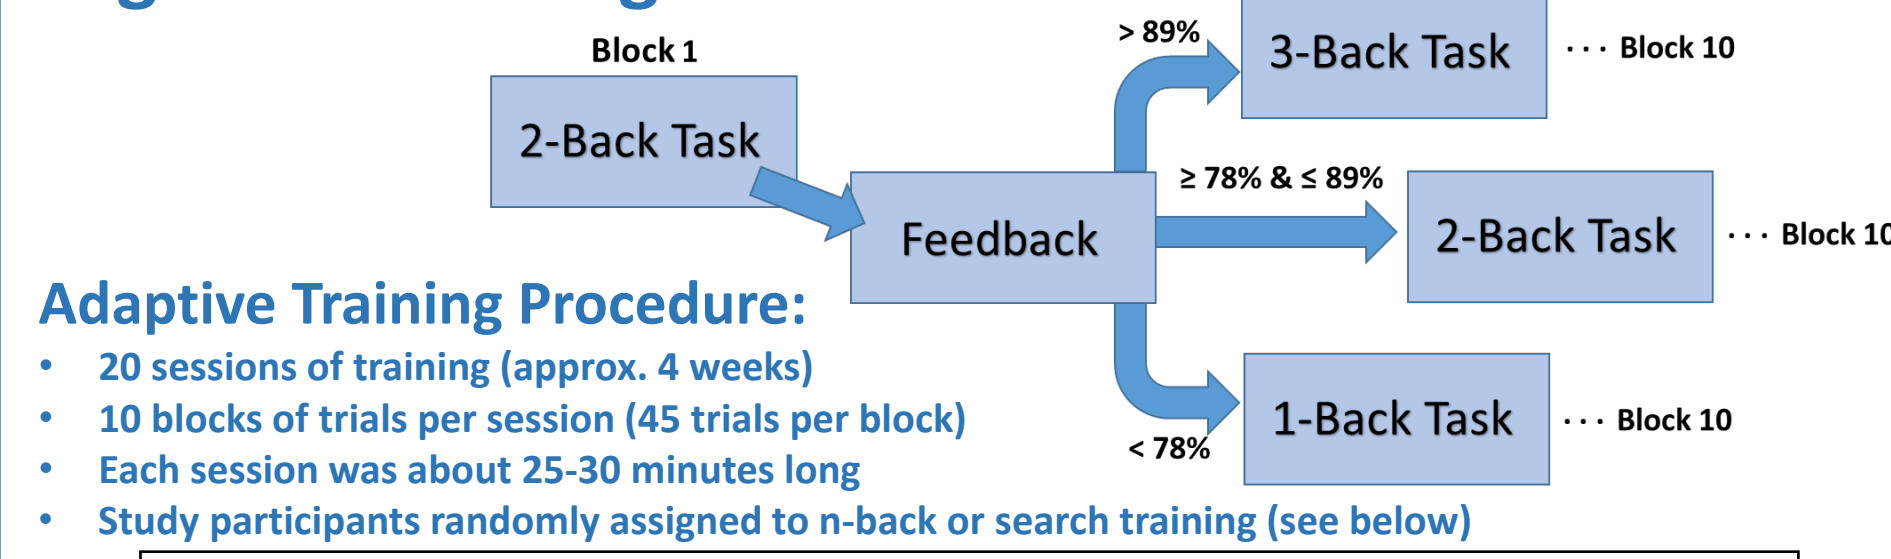 Block 1
2-Back Task
Feedback
> 89%
3-Back Task
· · · Block 10
≥ 78% & ≤ 89%
2-Back Task
· · · Block 10
< 78%
1-Back Task
· · · Block 10
Adaptive Training Procedure:
• 20 sessions of training (approx. 4 weeks)
• 10 blocks of trials per session (45 trials per block)
• Each session was about 25-30 minutes long
• Study participants randomly assigned to n-back or search training (see below)